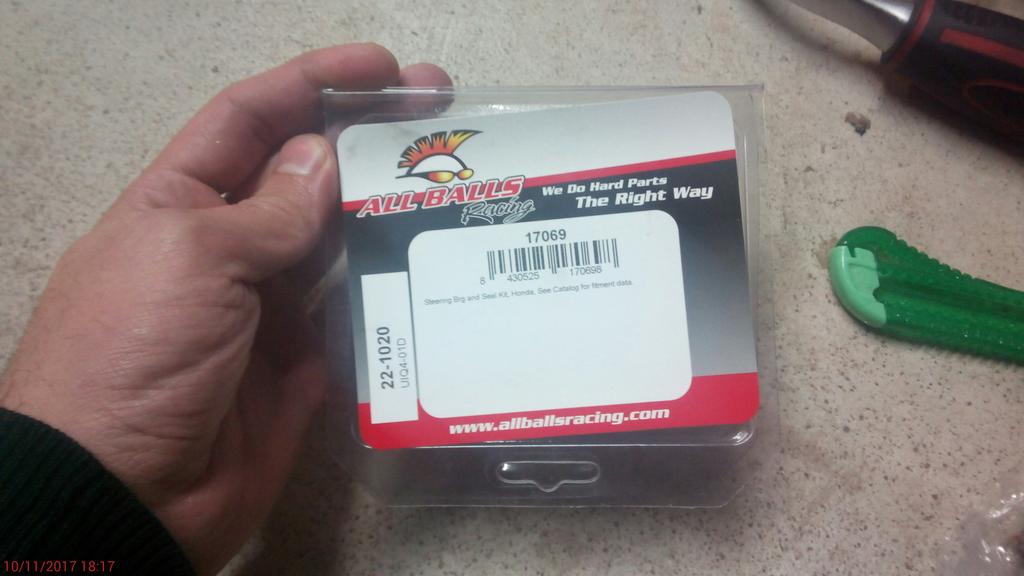 ALL BALLS
Racing
We Do Hard Parts
The Right Way
17069
8 430525 170698
Steering Brg and Seal Kit, Honda, See Catalog for fitment data.
22-1020
UIQ4-01D
www.allballsracing.com
10/11/2017 18:17